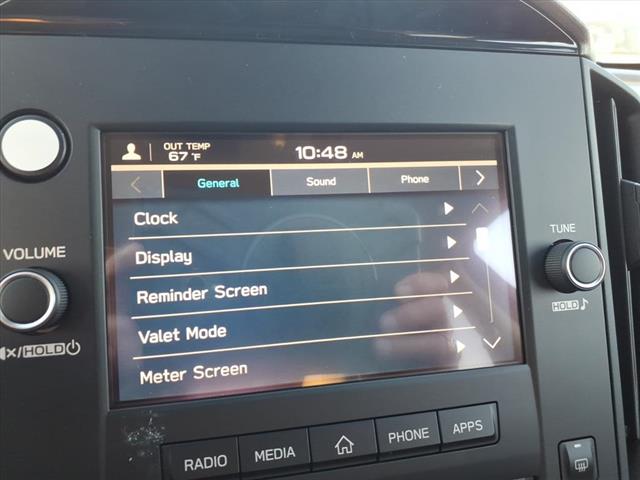 OUT TEMP
67 °F
10:48 AM
General
Sound
Phone
Clock
Display
Reminder Screen
Valet Mode
Meter Screen
VOLUME
HOLD
TUNE
HOLD
RADIO
MEDIA
PHONE
APPS